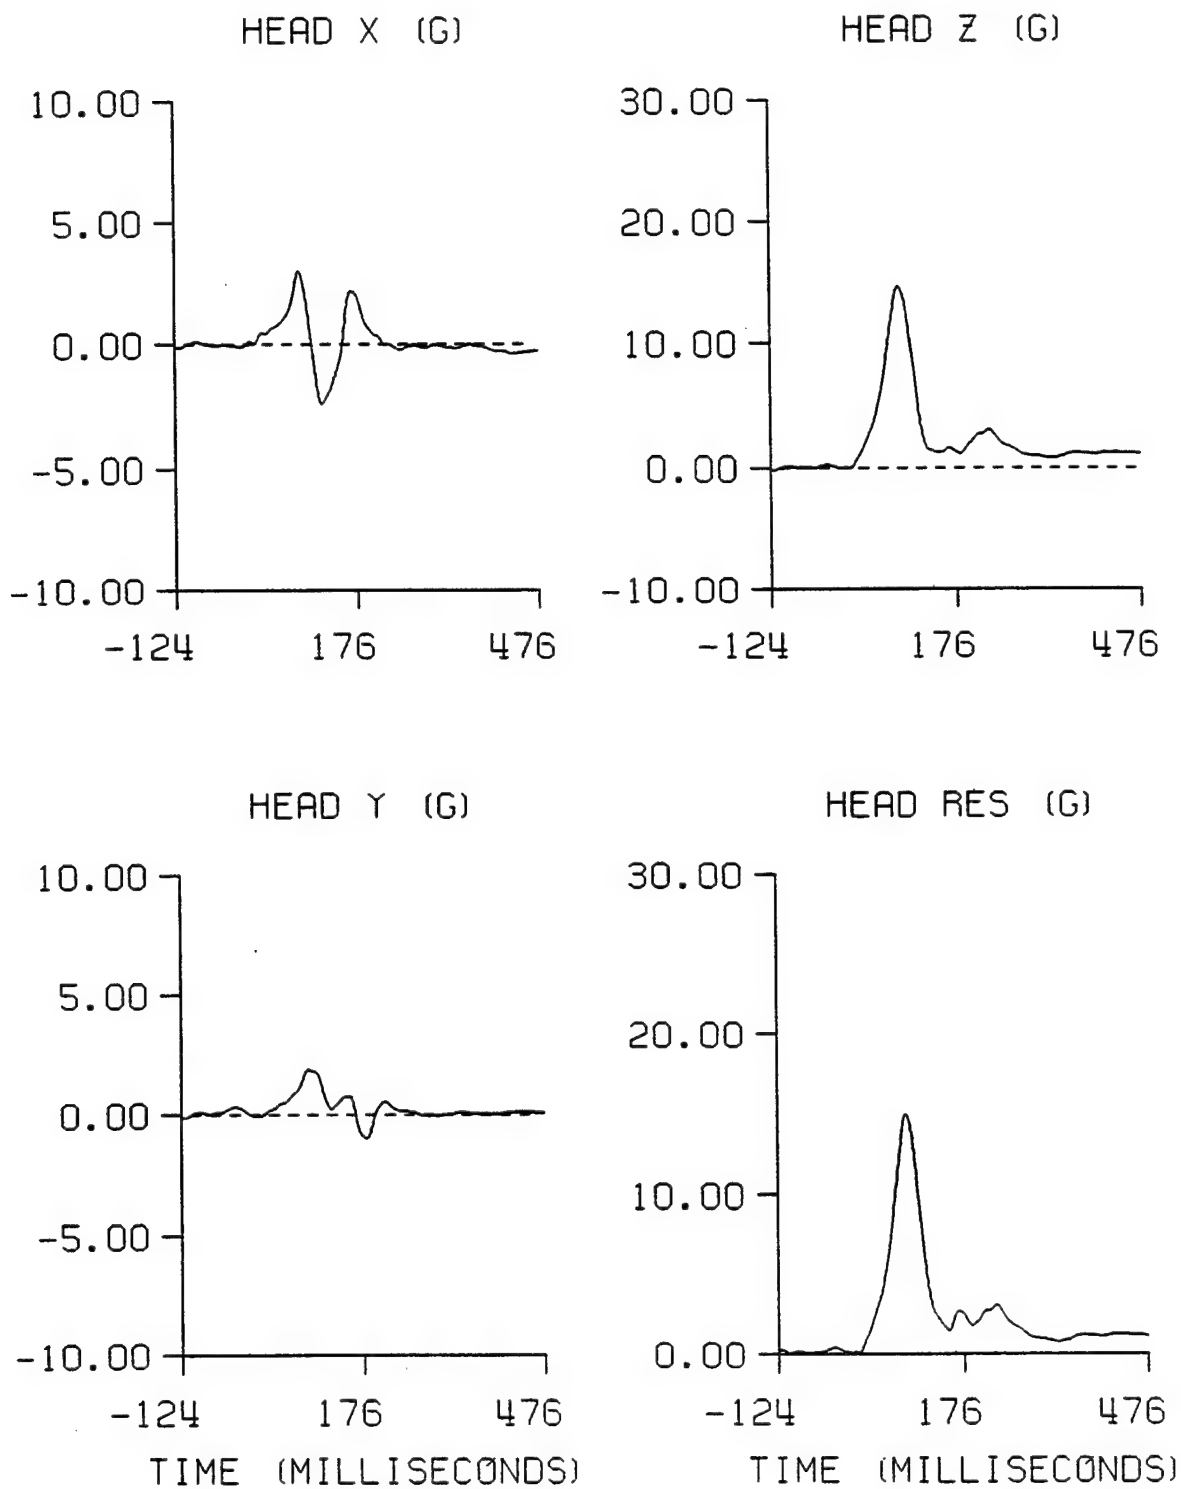 HEAD X (G)
10.00
5.00
0.00
-5.00
-10.00
-124 176 476
HEAD Z (G)
30.00
20.00
10.00
0.00
-10.00
-124 176 476
HEAD Y (G)
10.00
5.00
0.00
-5.00
-10.00
-124 176 476
TIME (MILLISECONDS)
HEAD RES (G)
30.00
20.00
10.00
0.00
-124 176 476
TIME (MILLISECONDS)